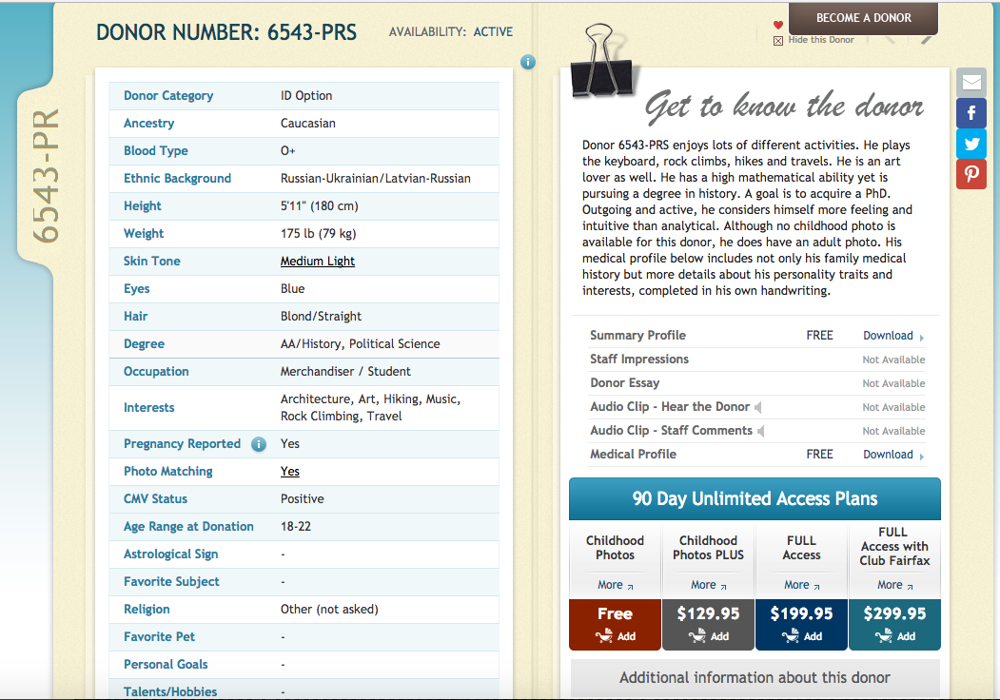 BECOME A DONOR
DONOR NUMBER: 6543-PRS
AVAILABILITY: ACTIVE
Hide this Donor
6543-PR
Donor Category ID Option
Ancestry Caucasian
Blood Type O+
Ethnic Background Russian-Ukrainian/Latvian-Russian
Height 5'11" (180 cm)
Weight 175 lb (79 kg)
Skin Tone Medium Light
Eyes Blue
Hair Blond/Straight
Degree AA/History, Political Science
Occupation Merchandiser / Student
Interests Architecture, Art, Hiking, Music,
Rock Climbing, Travel
Pregnancy Reported i Yes
Photo Matching Yes
CMV Status Positive
Age Range at Donation 18-22
Astrological Sign -
Favorite Subject -
Religion Other (not asked)
Favorite Pet -
Personal Goals -
Talents/Hobbies -
i
Get to know the donor
Donor 6543-PRS enjoys lots of different activities. He plays
the keyboard, rock climbs, hikes and travels. He is an art
lover as well. He has a high mathematical ability yet is
pursuing a degree in history. A goal is to acquire a PhD.
Outgoing and active, he considers himself more feeling and
intuitive than analytical. Although no childhood photo is
available for this donor, he does have an adult photo. His
medical profile below includes not only his family medical
history but more details about his personality traits and
interests, completed in his own handwriting.
Summary Profile FREE Download
Staff Impressions Not Available
Donor Essay Not Available
Audio Clip - Hear the Donor Not Available
Audio Clip - Staff Comments Not Available
Medical Profile FREE Download
90 Day Unlimited Access Plans
Childhood
Photos
More
Free
Add
Childhood
Photos PLUS
More
$129.95
Add
FULL
Access
More
$199.95
Add
FULL
Access with
Club Fairfax
More
$299.95
Add
Additional information about this donor